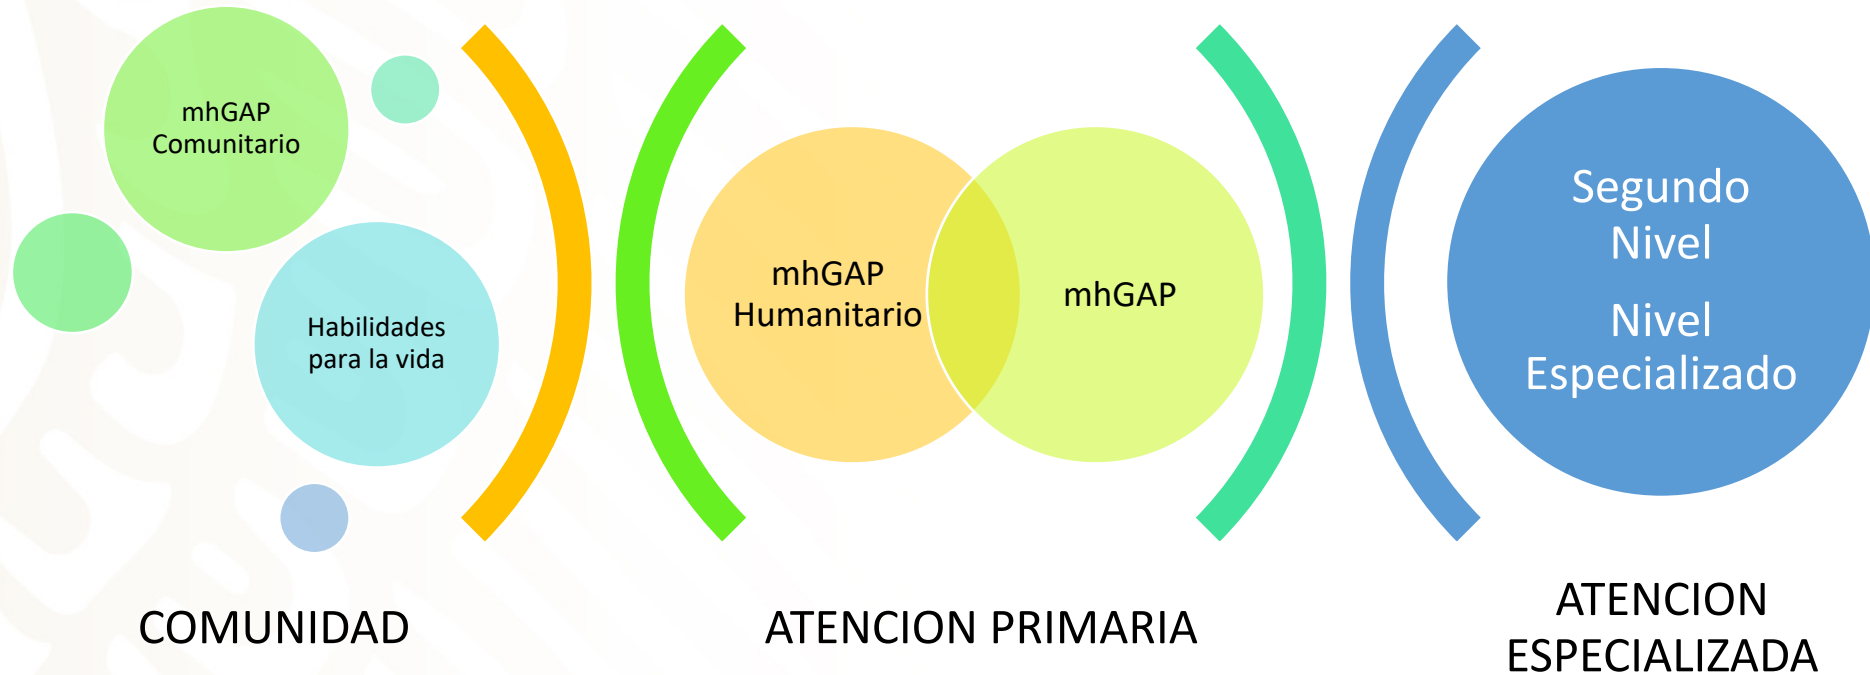 mhGAP
Comunitario
Habilidades
para la vida
COMUNIDAD
mhGAP
Humanitario
mhGAP
ATENCION PRIMARIA
Segundo
Nivel
Nivel
Especializado
ATENCION
ESPECIALIZADA